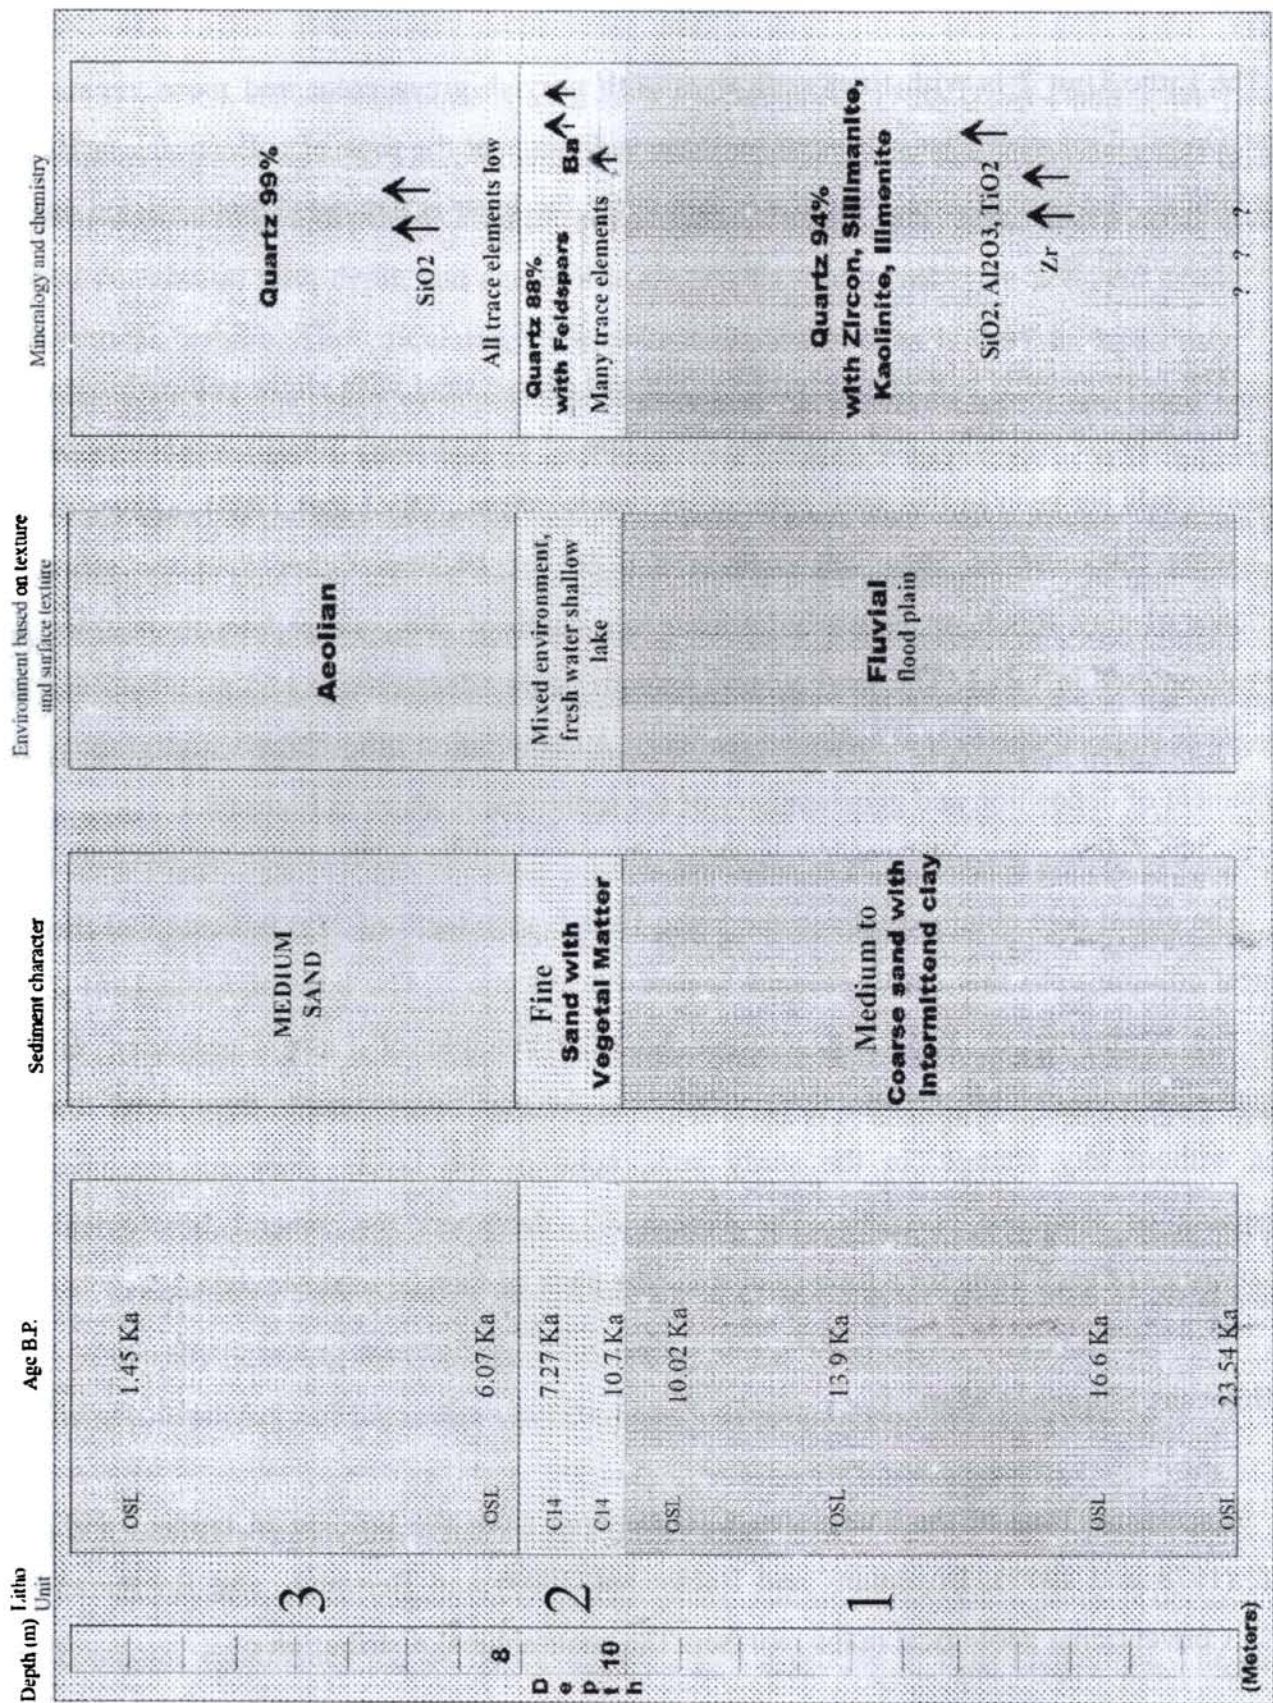 Depth (m)
Litho
Unit
Age B.P.
Sediment character
Environment based on texture
and surface texture
Mineralogy and chemistry
3
OSL 1.45 Ka
OSL 6.07 Ka
MEDIUM
SAND
Aeolian
Quartz 99%
SiO2
All trace elements low
8
Depth
10
2
C14 7.27 Ka
C14 10.7 Ka
Fine
Sand with
Vegetal Matter
Mixed environment,
fresh water shallow
lake
Quartz 88%
with Feldspars Ba
Many trace elements
1
OSL 10.02 Ka
OSL 13.9 Ka
OSL 16.6 Ka
OSL 23.54 Ka
Medium to
Coarse sand with
Intermittend clay
Fluvial
flood plain
Quartz 94%
with Zircon, Sillimanite,
Kaolinite, Ilmenite
SiO2, Al2O3, TiO2
Zr
? ? ?
(Meters)